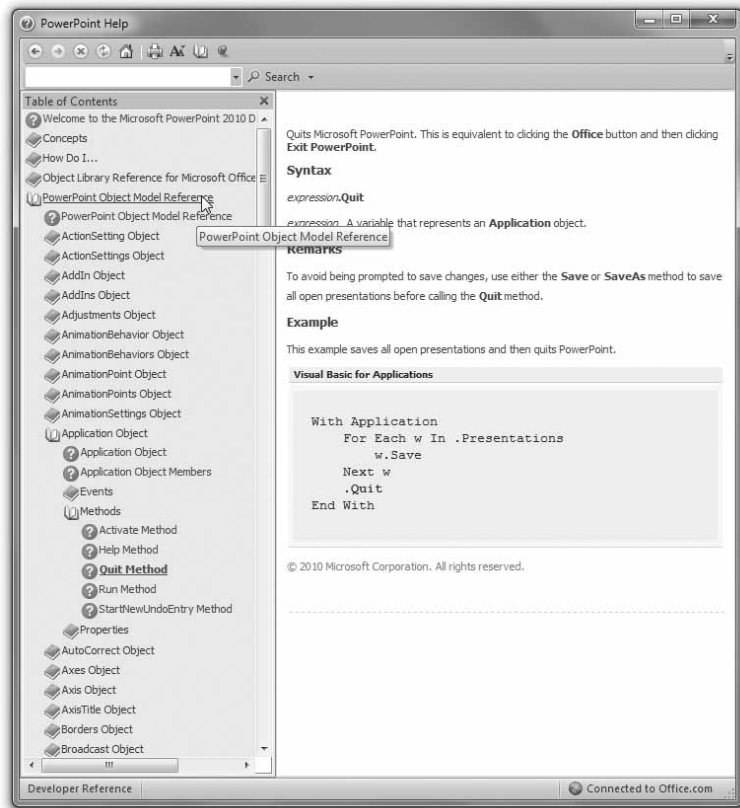 PowerPoint Help
Search
Table of Contents
Welcome to the Microsoft PowerPoint 2010 D
Concepts
How Do I...
Object Library Reference for Microsoft Office
PowerPoint Object Model Reference
PowerPoint Object Model Reference
ActionSetting Object
ActionSettings Object
AddIn Object
AddIns Object
Adjustments Object
AnimationBehavior Object
AnimationBehaviors Object
AnimationPoint Object
AnimationPoints Object
AnimationSettings Object
Application Object
Application Object
Application Object Members
Events
Methods
Activate Method
Help Method
Quit Method
Run Method
StartNewUndoEntry Method
Properties
AutoCorrect Object
Axes Object
Axis Object
AxisTitle Object
Borders Object
Broadcast Object
PowerPoint Object Model Reference
Quits Microsoft PowerPoint. This is equivalent to clicking the Office button and then clicking
Exit PowerPoint.
Syntax
expression.Quit
expression A variable that represents an Application object.
Remarks
To avoid being prompted to save changes, use either the Save or SaveAs method to save
all open presentations before calling the Quit method.
Example
This example saves all open presentations and then quits PowerPoint.
Visual Basic for Applications
With Application
For Each w In .Presentations
w.Save
Next w
.Quit
End With
© 2010 Microsoft Corporation. All rights reserved.
Developer Reference
Connected to Office.com